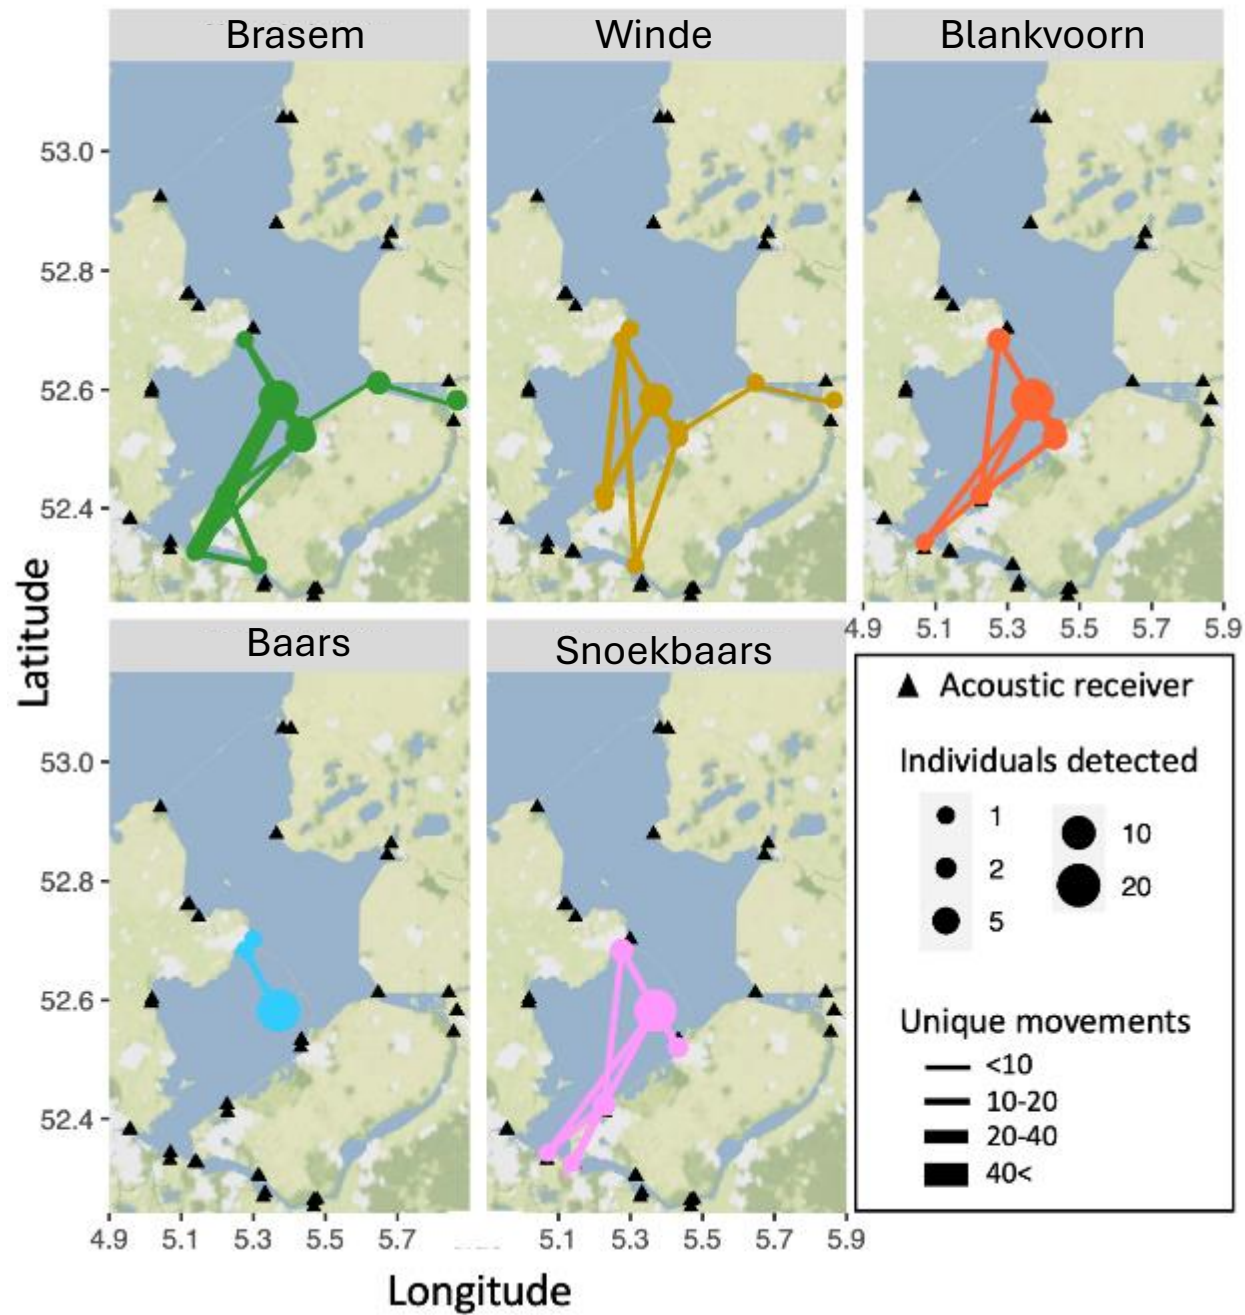 Brasem
Winde
Blankvoorn
53.0
52.8
52.6
52.4
Latitude
4.9 5.1 5.3 5.5 5.7 5.9
Baars
Snoekbaars
53.0
52.8
52.6
52.4
4.9 5.1 5.3 5.5 5.7
5.1 5.3 5.5 5.7 5.9
Longitude
Acoustic receiver
Individuals detected
1
2
5
10
20
Unique movements
<10
10-20
20-40
40<